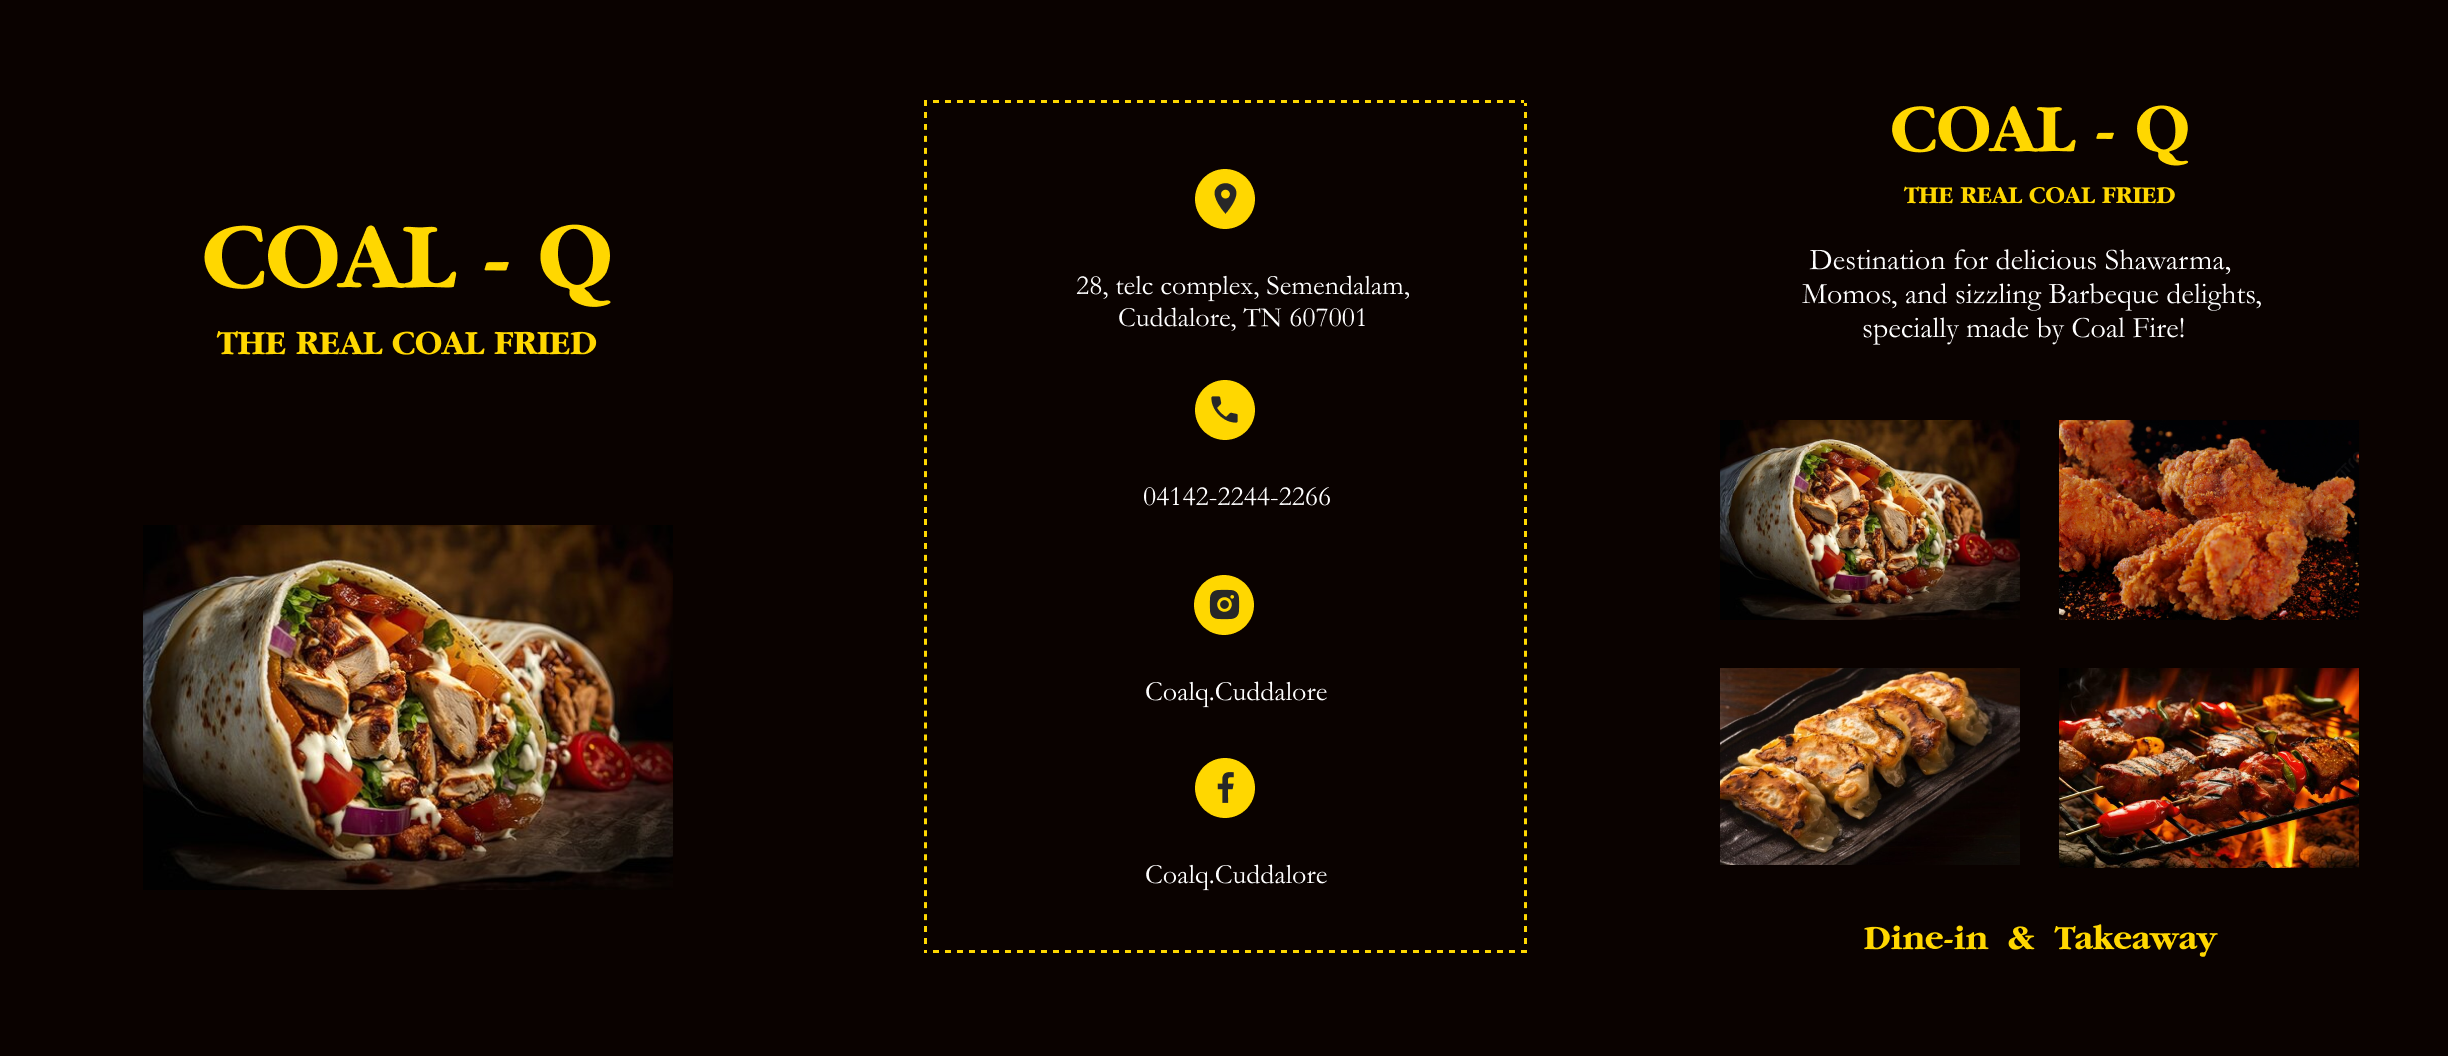 COAL - Q
THE REAL COAL FRIED
28, telc complex, Semendalam,
Cuddalore, TN 607001
04142-2244-2266
Coalq.Cuddalore
Coalq.Cuddalore
COAL - Q
THE REAL COAL FRIED
Destination for delicious Shawarma,
Momos, and sizzling Barbeque delights,
specially made by Coal Fire!
Dine-in & Takeaway